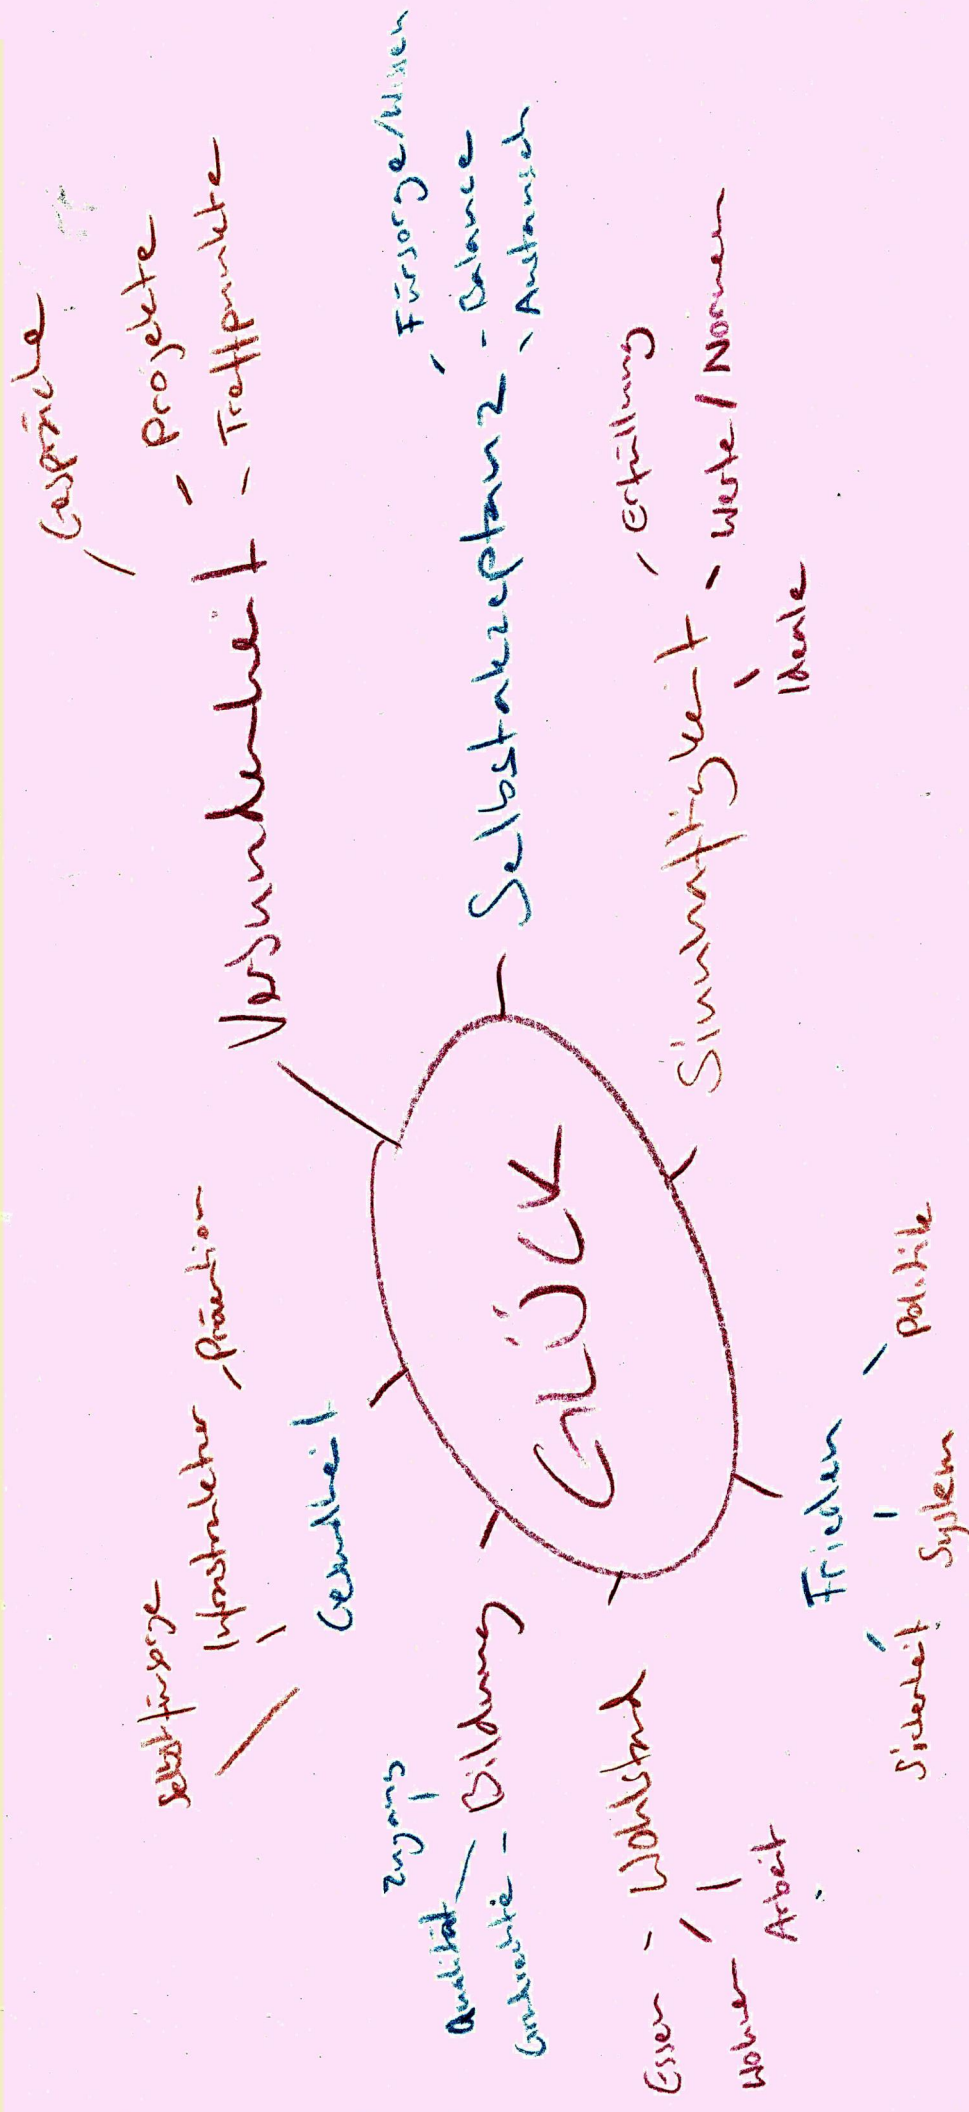 GLÜCK
Verbundenheit
Gespräche
Projekte
Treffpunkte
Selbstakzeptanz
Fürsorge/Wissen
Balance
Austausch
Sinnhaftigkeit
Erfüllung
Werte/Normen
Ideale
Frieden
Politik
System
Sicherheit
Wohlstand
Essen
Wohnen
Arbeit
Bildung
Zugang
Qualität
Gesundheit
Selbstfürsorge
Infrastruktur
Prävention